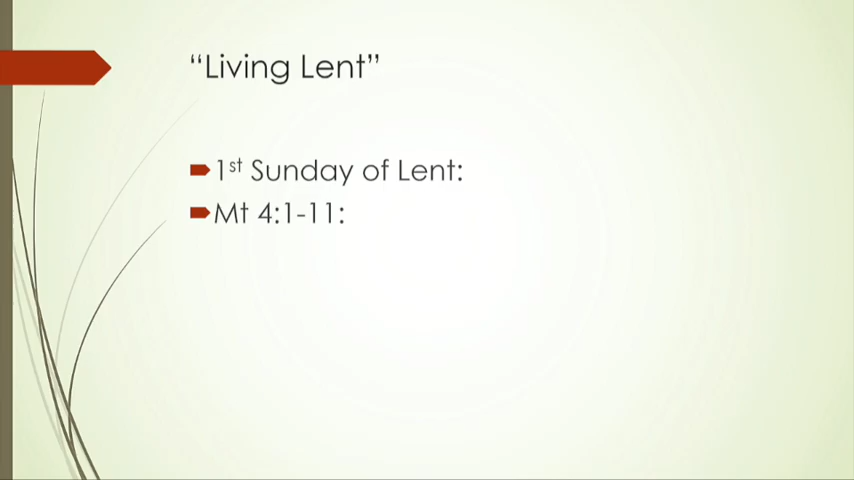 “Living Lent”
1st Sunday of Lent:
Mt 4:1-11: